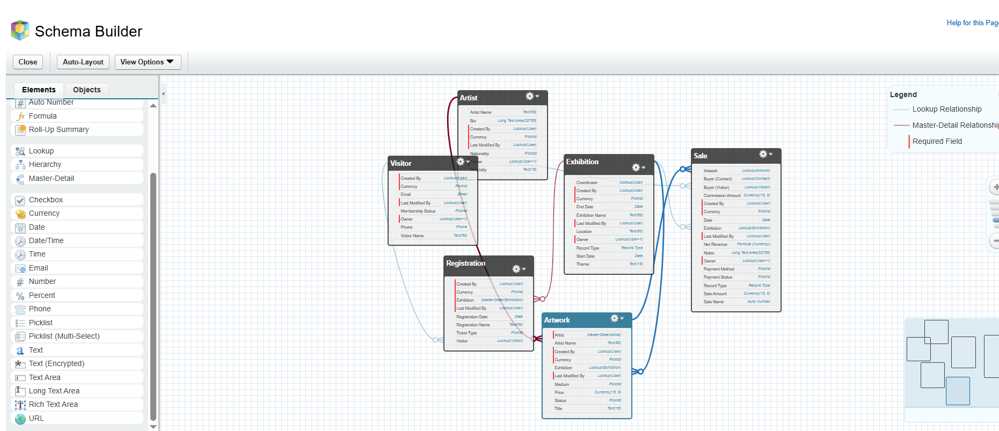 Schema Builder
Help for this Page
Close
Auto-Layout
View Options
Elements
Objects
Auto Number
Formula
Roll-Up Summary
Lookup
Hierarchy
Master-Detail
Checkbox
Currency
Date
Date/Time
Time
Email
Number
Percent
Phone
Picklist
Picklist (Multi-Select)
Text
Text (Encrypted)
Text Area
Long Text Area
Rich Text Area
URL
Artist
Artist Name Text(80)
Bio Long Text Area(32768)
Created By Lookup(User)
Currency Picklist
Last Modified By Lookup(User)
Nationality Picklist
Owner Lookup(User+1)
Specialty Text(16)
Visitor
Created By Lookup(User)
Currency Picklist
Email Email
Last Modified By Lookup(User)
Membership Status Picklist
Owner Lookup(User+1)
Phone Phone
Visitor Name Text(80)
Registration
Created By Lookup(User)
Currency Picklist
Exhibition Master-Detail(Exhibition)
Last Modified By Lookup(User)
Registration Date Date
Registration Name Text(80)
Ticket Type Picklist
Visitor Lookup(Visitor)
Exhibition
Coordinator Lookup(User)
Created By Lookup(User)
Currency Picklist
End Date Date
Exhibition Name Text(80)
Last Modified By Lookup(User)
Location Text(60)
Owner Lookup(User+1)
Record Type Record Type
Start Date Date
Theme Text(16)
Artwork
Artist Master-Detail(Artist)
Artist Name Text(80)
Created By Lookup(User)
Currency Picklist
Exhibition Lookup(Exhibition)
Last Modified By Lookup(User)
Medium Picklist
Price Currency(18, 0)
Status Picklist
Title Text(16)
Sale
Artwork Lookup(Artwork)
Buyer (Contact) Lookup(Contact)
Buyer (Visitor) Lookup(Visitor)
Commission Amount Currency(18, 0)
Created By Lookup(User)
Currency Picklist
Date Date
Exhibition Lookup(Exhibition)
Last Modified By Lookup(User)
Net Revenue Formula (Currency)
Notes Long Text Area(32768)
Owner Lookup(User+1)
Payment Method Picklist
Payment Status Picklist
Record Type Record Type
Sale Amount Currency(18, 0)
Sale Name Auto Number
Legend
Lookup Relationship
Master-Detail Relationship
Required Field